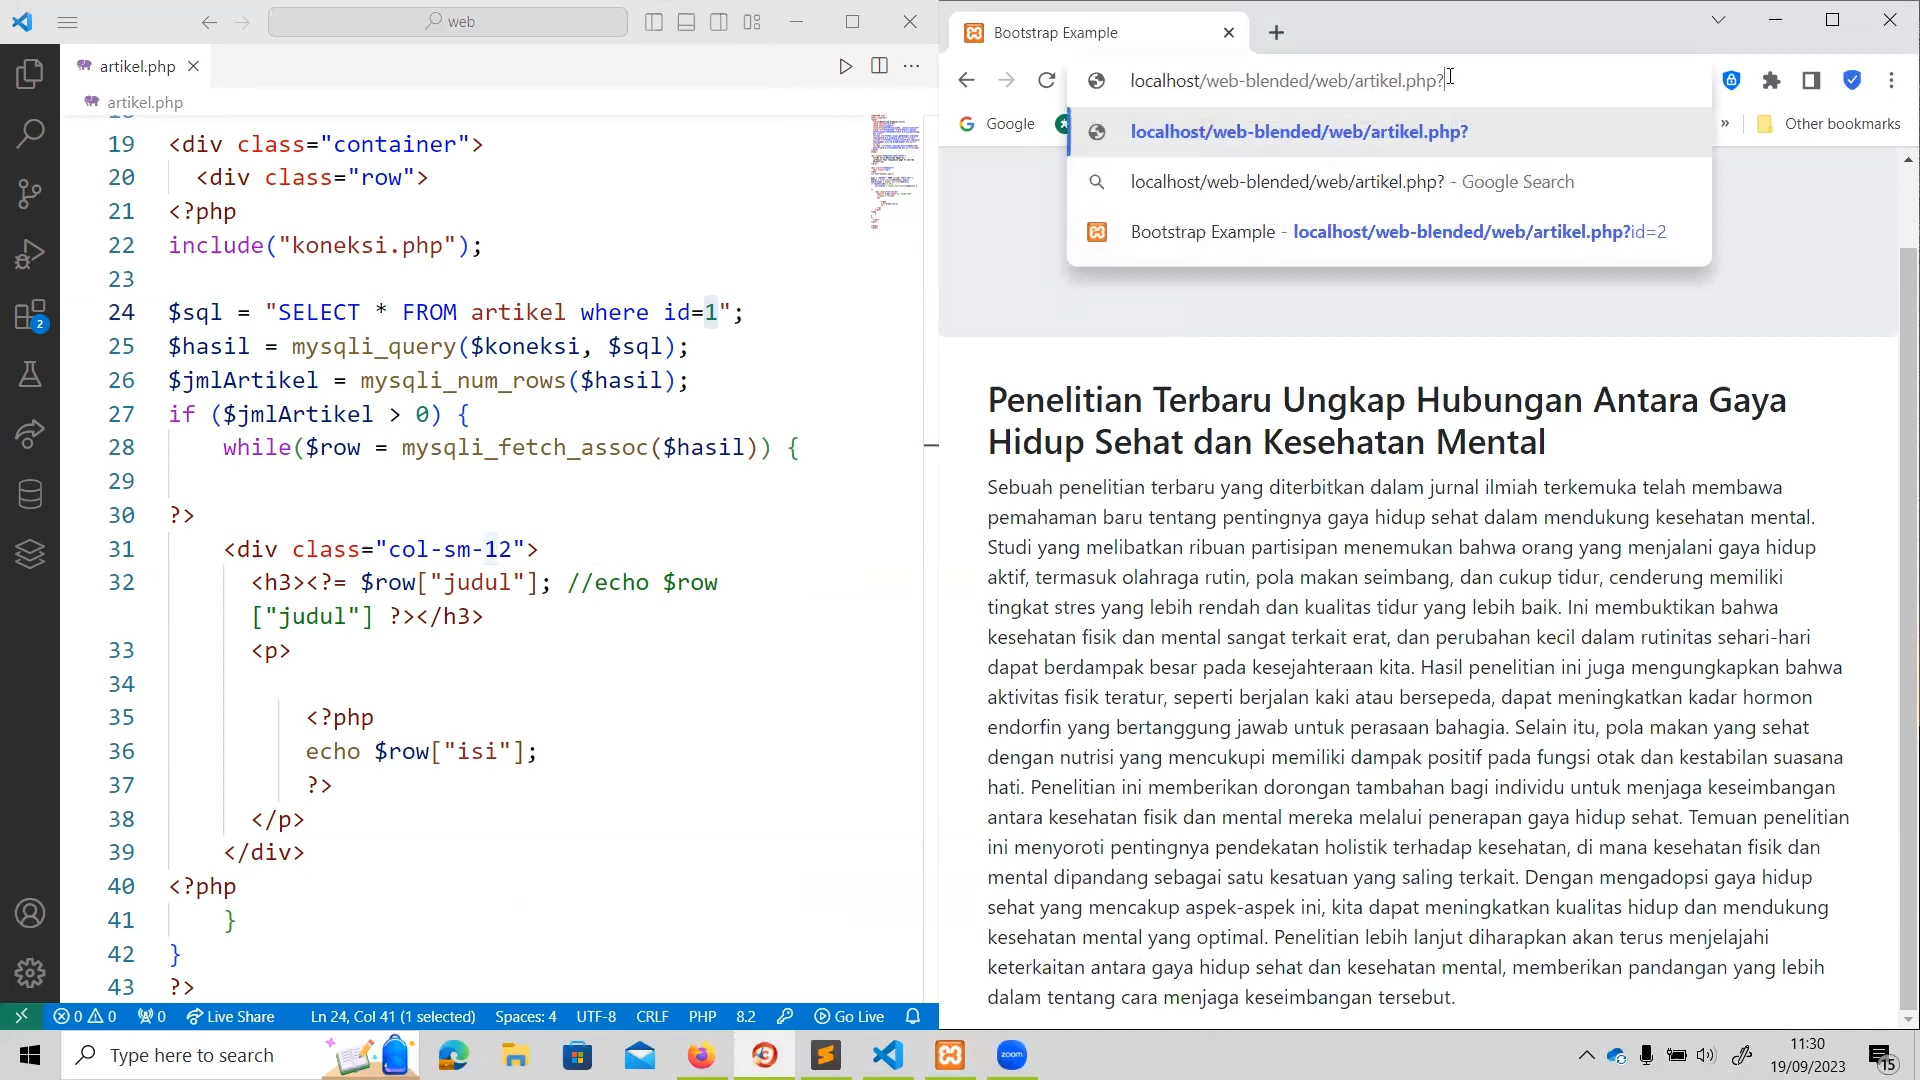 web
artikel.php
artikel.php
19 <div class="container">
20 <div class="row">
21 <?php
22 include("koneksi.php");
23
24 $sql = "SELECT * FROM artikel where id=1";
25 $hasil = mysqli_query($koneksi, $sql);
26 $jmlArtikel = mysqli_num_rows($hasil);
27 if ($jmlArtikel > 0) {
28 while($row = mysqli_fetch_assoc($hasil)) {
29
30 ?>
31 <div class="col-sm-12">
32 <h3><?= $row["judul"]; //echo $row
["judul"] ?></h3>
33 <p>
34
35 <?php
36 echo $row["isi"];
37 ?>
38 </p>
39 </div>
40 <?php
41 }
42 }
43 ?>
2
0 0 0 Live Share Ln 24, Col 41 (1 selected) Spaces: 4 UTF-8 CRLF PHP 8.2 Go Live
Bootstrap Example
localhost/web-blended/web/artikel.php?
Google
» Other bookmarks
localhost/web-blended/web/artikel.php?
localhost/web-blended/web/artikel.php? - Google Search
Bootstrap Example - localhost/web-blended/web/artikel.php?id=2
Penelitian Terbaru Ungkap Hubungan Antara Gaya
Hidup Sehat dan Kesehatan Mental
Sebuah penelitian terbaru yang diterbitkan dalam jurnal ilmiah terkemuka telah membawa
pemahaman baru tentang pentingnya gaya hidup sehat dalam mendukung kesehatan mental.
Studi yang melibatkan ribuan partisipan menemukan bahwa orang yang menjalani gaya hidup
aktif, termasuk olahraga rutin, pola makan seimbang, dan cukup tidur, cenderung memiliki
tingkat stres yang lebih rendah dan kualitas tidur yang lebih baik. Ini membuktikan bahwa
kesehatan fisik dan mental sangat terkait erat, dan perubahan kecil dalam rutinitas sehari-hari
dapat berdampak besar pada kesejahteraan kita. Hasil penelitian ini juga mengungkapkan bahwa
aktivitas fisik teratur, seperti berjalan kaki atau bersepeda, dapat meningkatkan kadar hormon
endorfin yang bertanggung jawab untuk perasaan bahagia. Selain itu, pola makan yang sehat
dengan nutrisi yang mencukupi memiliki dampak positif pada fungsi otak dan kestabilan suasana
hati. Penelitian ini memberikan dorongan tambahan bagi individu untuk menjaga keseimbangan
antara kesehatan fisik dan mental mereka melalui penerapan gaya hidup sehat. Temuan penelitian
ini menyoroti pentingnya pendekatan holistik terhadap kesehatan, di mana kesehatan fisik dan
mental dipandang sebagai satu kesatuan yang saling terkait. Dengan mengadopsi gaya hidup
sehat yang mencakup aspek-aspek ini, kita dapat meningkatkan kualitas hidup dan mendukung
kesehatan mental yang optimal. Penelitian lebih lanjut diharapkan akan terus menjelajahi
keterkaitan antara gaya hidup sehat dan kesehatan mental, memberikan pandangan yang lebih
dalam tentang cara menjaga keseimbangan tersebut.
Type here to search
zoom
11:30
19/09/2023
15